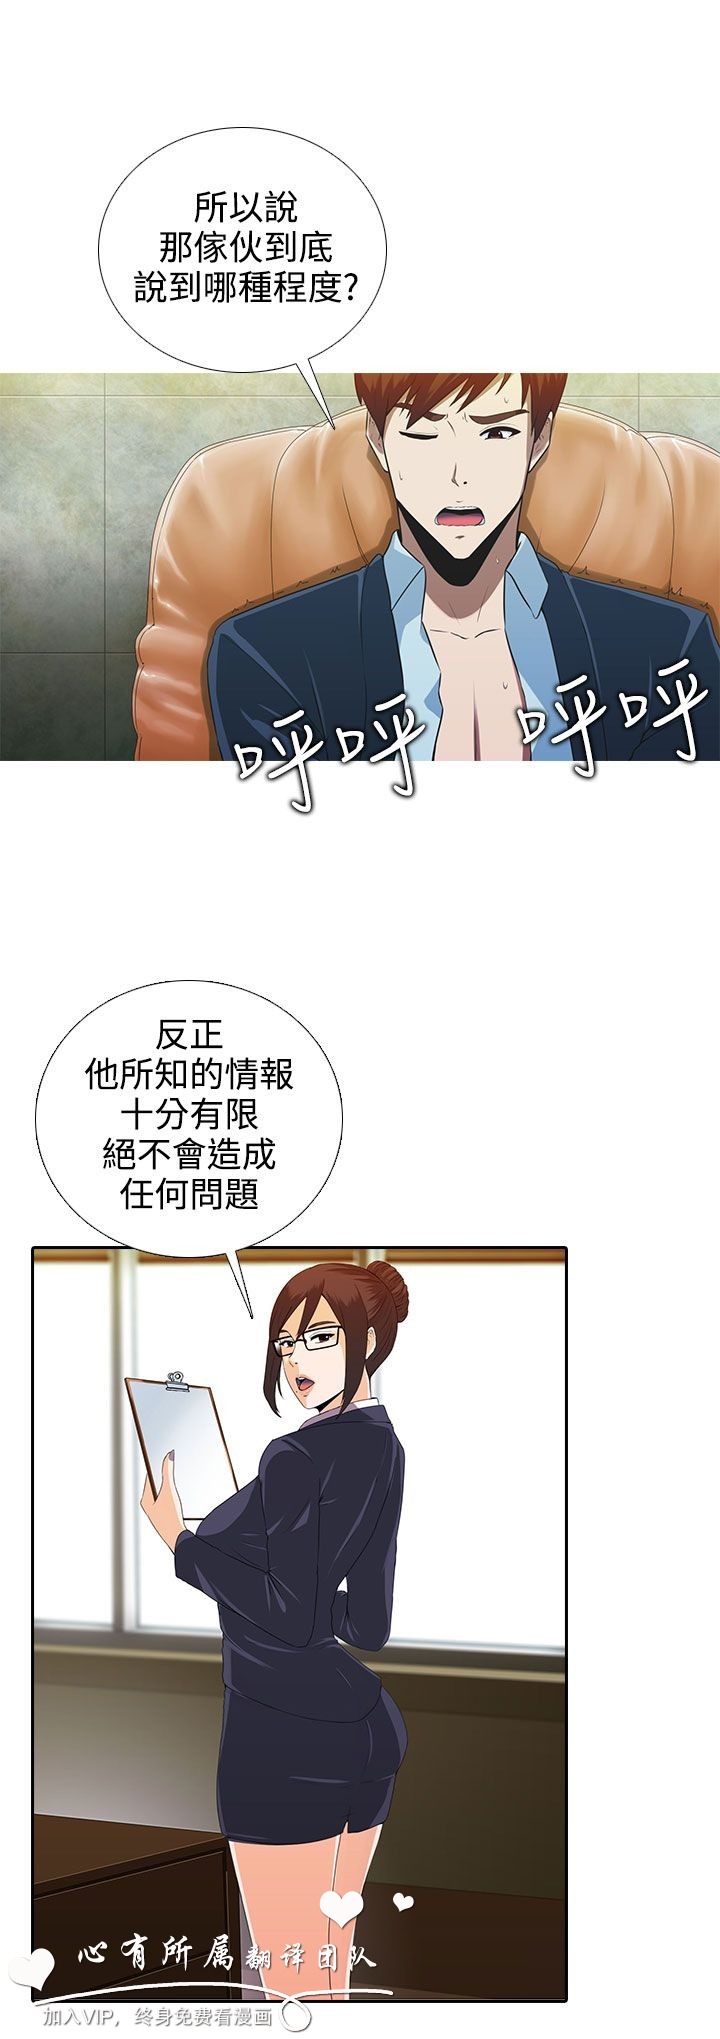 所以說
那傢伙到底
說到哪種程度?
呼呼 呼呼
反正
他所知的情報
十分有限
絕不會造成
任何問題
心有所属翻译团队
加入VIP，终身免费看漫画